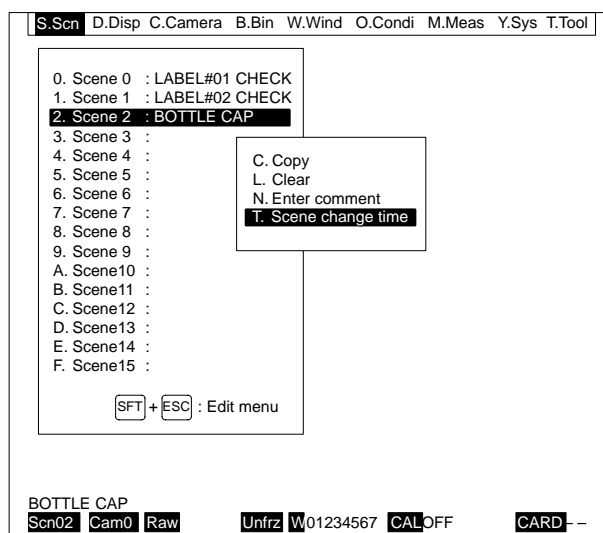 S.Scn D.Disp C.Camera B.Bin W.Wind O.Condi M.Meas Y.Sys T.Tool
0. Scene 0 : LABEL#01 CHECK
1. Scene 1 : LABEL#02 CHECK
2. Scene 2 : BOTTLE CAP
3. Scene 3 :
4. Scene 4 :
5. Scene 5 :
6. Scene 6 :
7. Scene 7 :
8. Scene 8 :
9. Scene 9 :
A. Scene10 :
B. Scene11 :
C. Scene12 :
D. Scene13 :
E. Scene14 :
F. Scene15 :
C. Copy
L. Clear
N. Enter comment
T. Scene change time
SFT + ESC : Edit menu
BOTTLE CAP
Scn02 Cam0 Raw Unfrz W01234567 CALOFF CARD– –